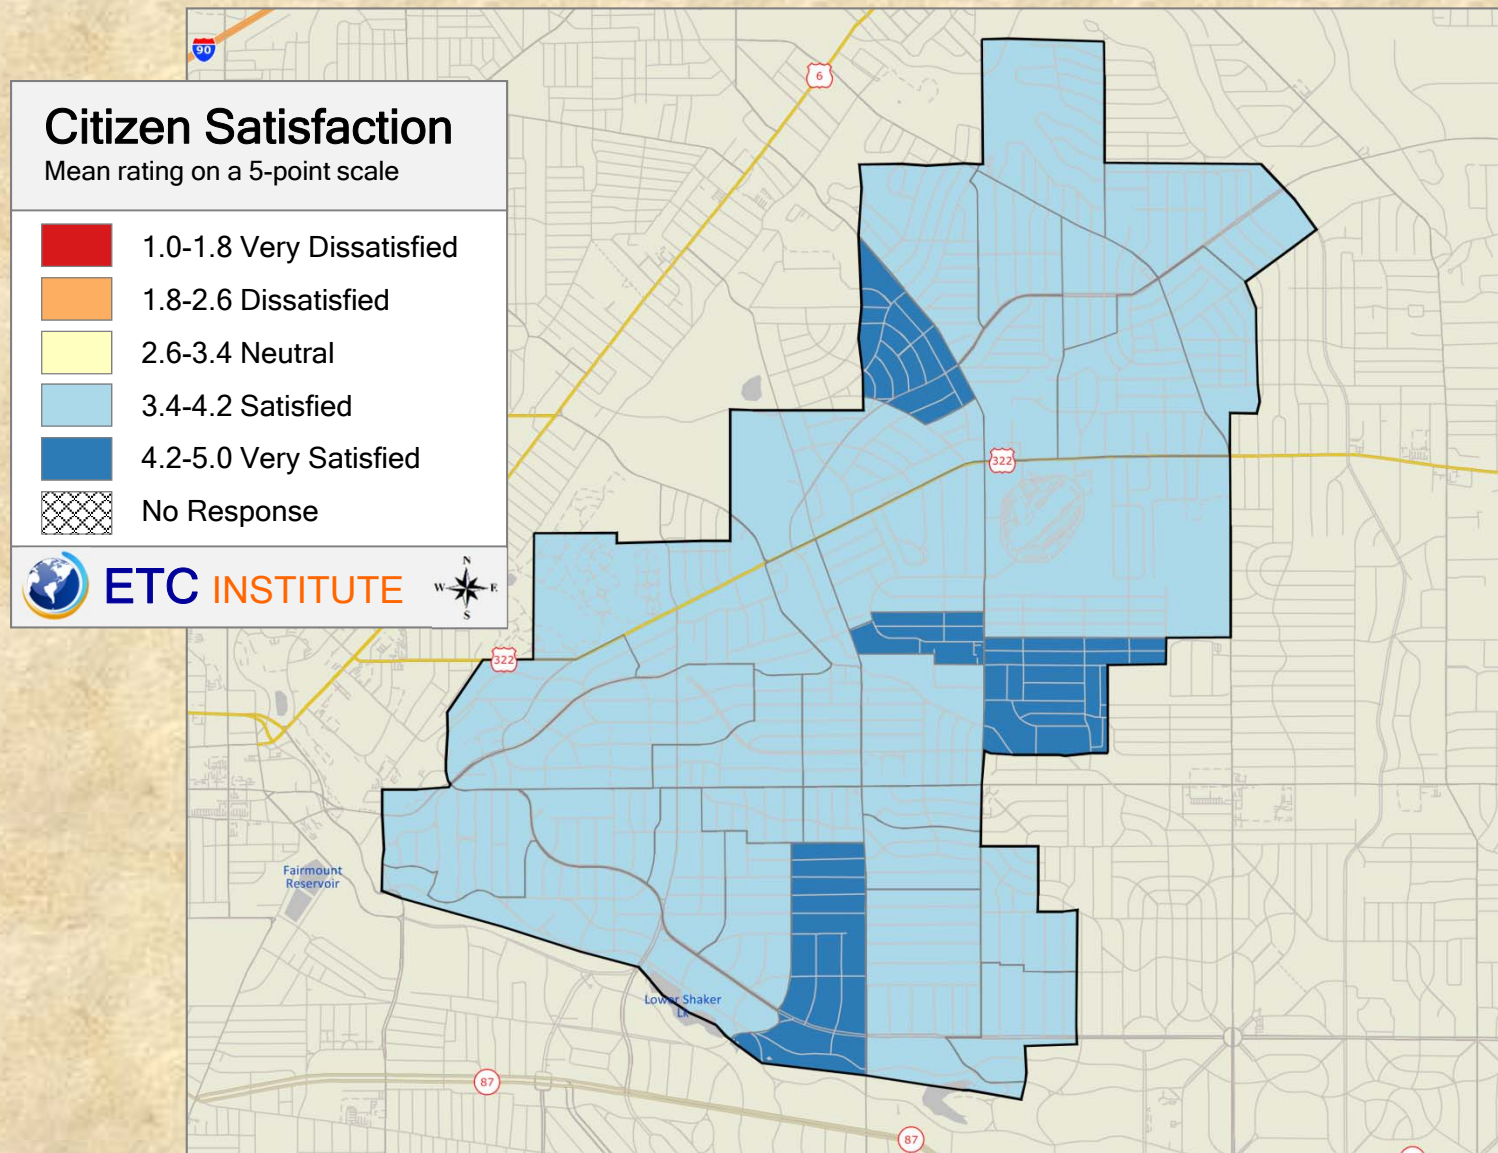 90
6
Citizen Satisfaction
Mean rating on a 5-point scale
1.0-1.8 Very Dissatisfied
1.8-2.6 Dissatisfied
2.6-3.4 Neutral
3.4-4.2 Satisfied
4.2-5.0 Very Satisfied
No Response
ETC INSTITUTE
N
W E
S
322
322
Fairmount
Reservoir
Lower Shaker
Lk
87
87